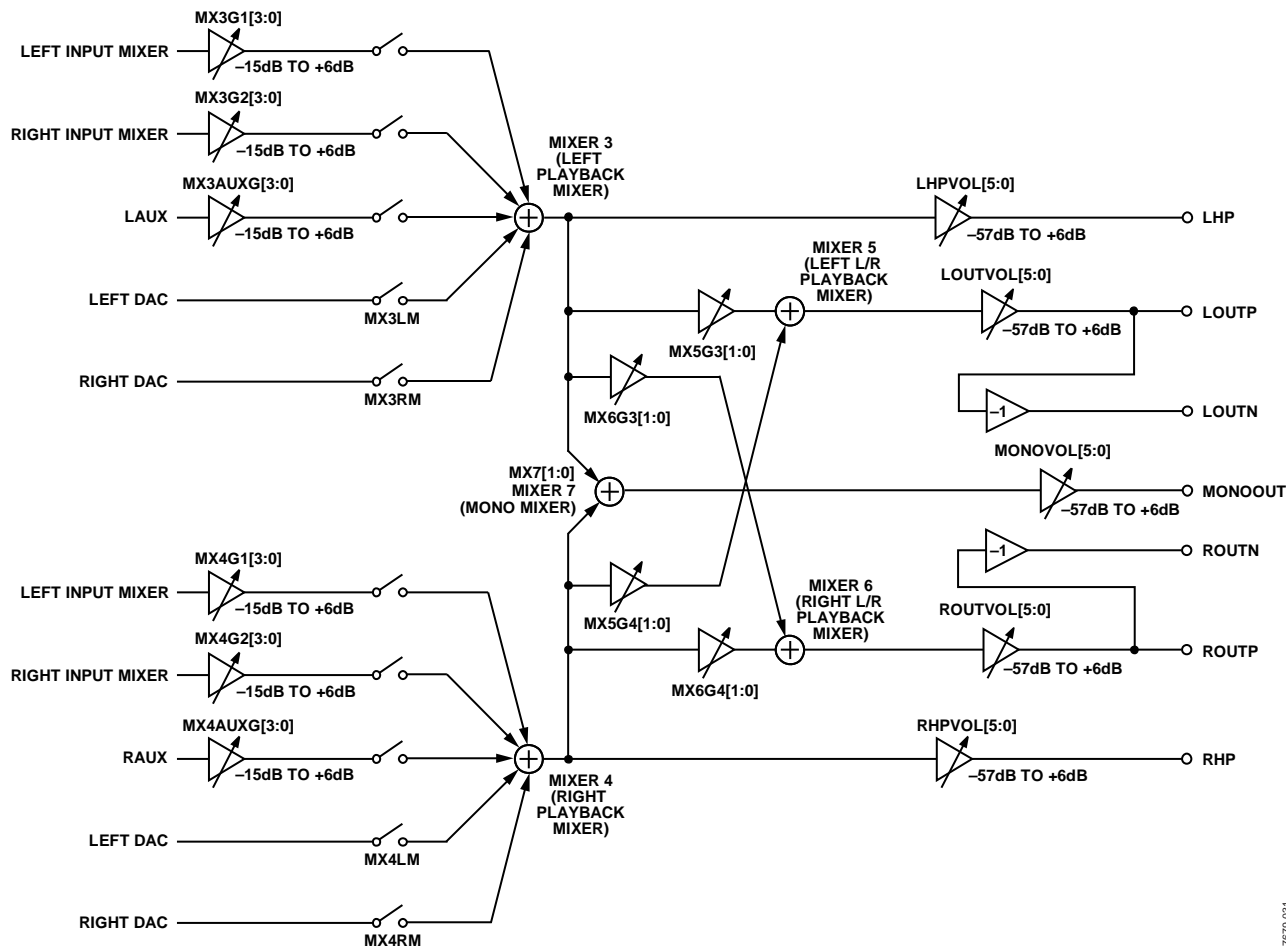 MX3G1[3:0]
LEFT INPUT MIXER
–15dB TO +6dB
MX3G2[3:0]
RIGHT INPUT MIXER
–15dB TO +6dB
MX3AUXG[3:0]
LAUX
–15dB TO +6dB
LEFT DAC
MX3LM
RIGHT DAC
MX3RM
MIXER 3
(LEFT
PLAYBACK
MIXER)
LHPVOL[5:0]
–57dB TO +6dB
LHP
MIXER 5
(LEFT L/R
PLAYBACK
MIXER)
LOUTVOL[5:0]
–57dB TO +6dB
LOUTP
MX5G3[1:0]
MX6G3[1:0]
–1
LOUTN
MX7[1:0]
MIXER 7
(MONO MIXER)
MONOVOL[5:0]
–57dB TO +6dB
MONOOUT
–1
ROUTN
MX5G4[1:0]
MIXER 6
(RIGHT L/R
PLAYBACK
MIXER)
ROUTVOL[5:0]
–57dB TO +6dB
ROUTP
MX6G4[1:0]
MX4G1[3:0]
LEFT INPUT MIXER
–15dB TO +6dB
MX4G2[3:0]
RIGHT INPUT MIXER
–15dB TO +6dB
MX4AUXG[3:0]
RAUX
–15dB TO +6dB
RHPVOL[5:0]
–57dB TO +6dB
RHP
MIXER 4
(RIGHT
PLAYBACK
MIXER)
LEFT DAC
MX4LM
RIGHT DAC
MX4RM